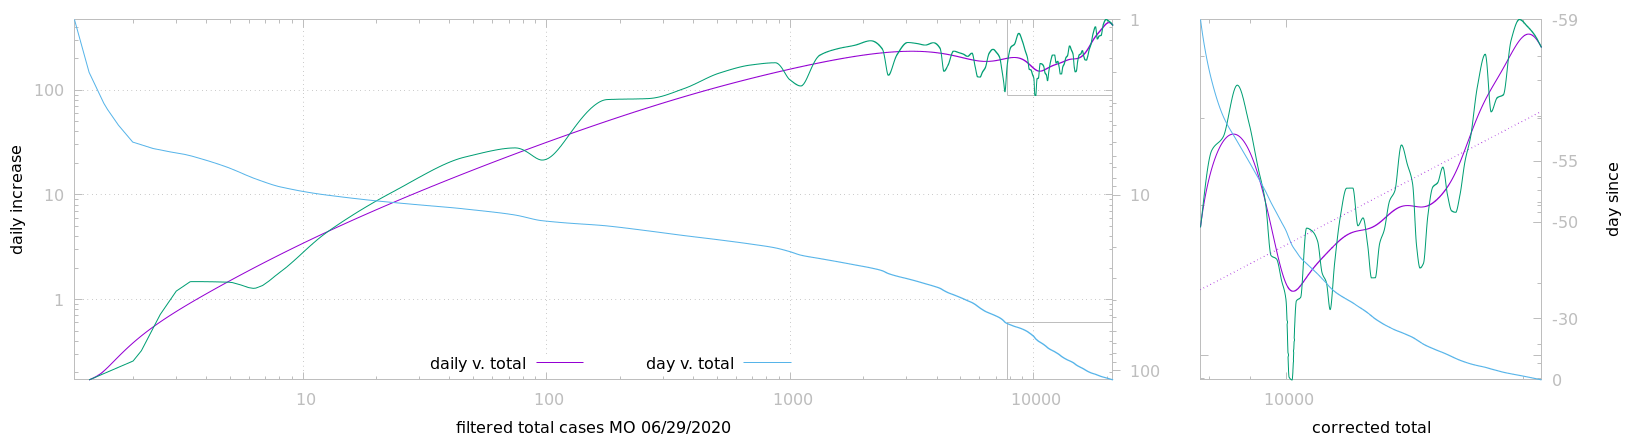 daily increase
100
10
1
daily v. total
day v. total
1
10
100
10
100
1000
10000
filtered total cases MO 06/29/2020
-59
-55
-50
-30
0
day since
10000
corrected total